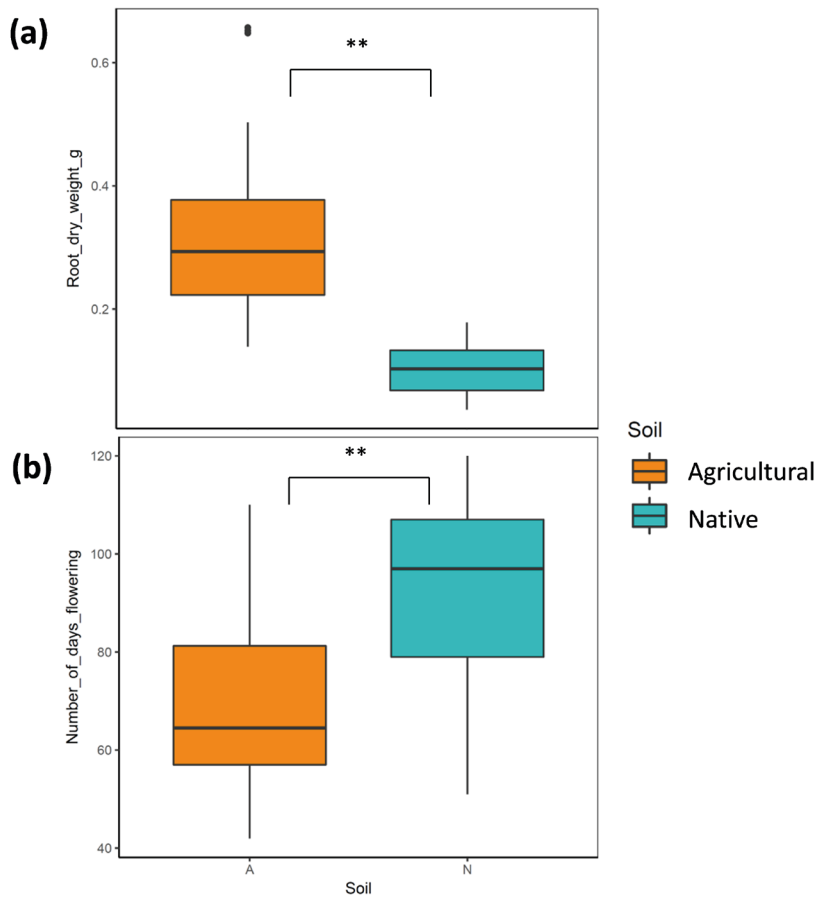 (a)
**
0.6
0.4
0.2
Root_dry_weight_g
(b)
**
120
100
80
60
40
Number_of_days_flowering
A
N
Soil
Soil
Agricultural
Native